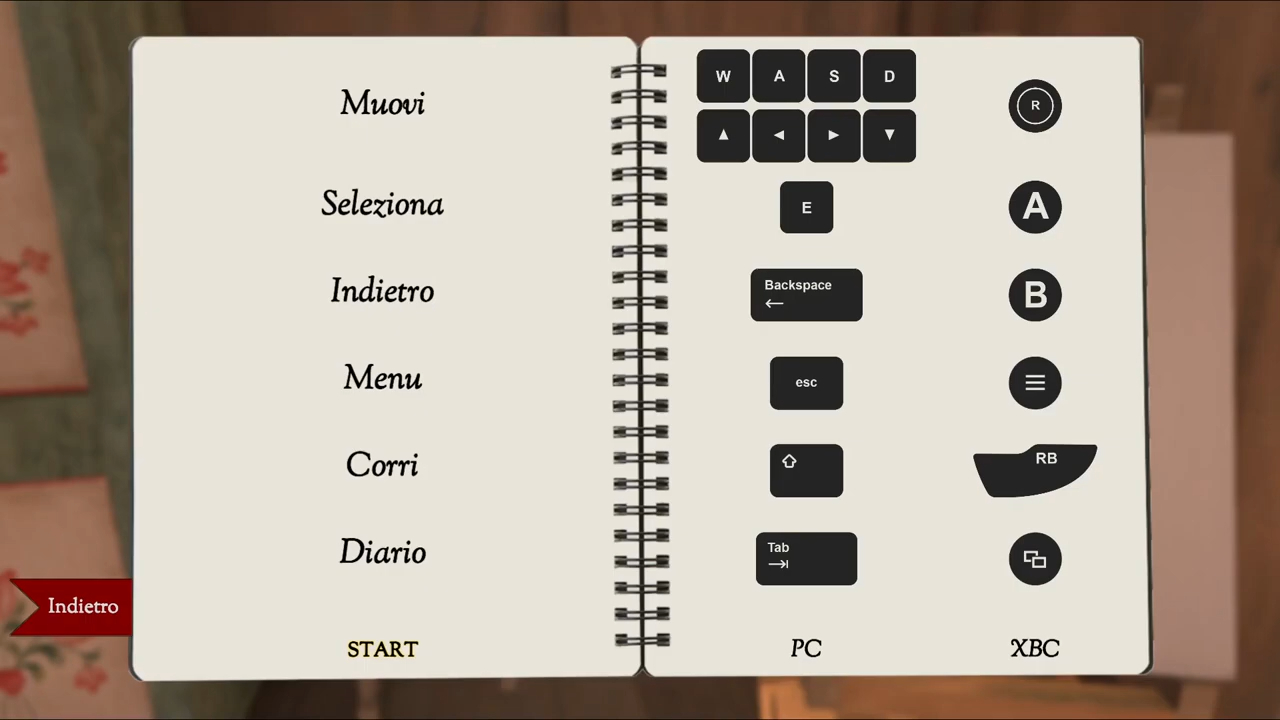 Muovi
W A S D
R
Seleziona
E
A
Indietro
Backspace
B
Menu
esc
Corri
RB
Diario
Tab
Indietro
START
PC
XBC